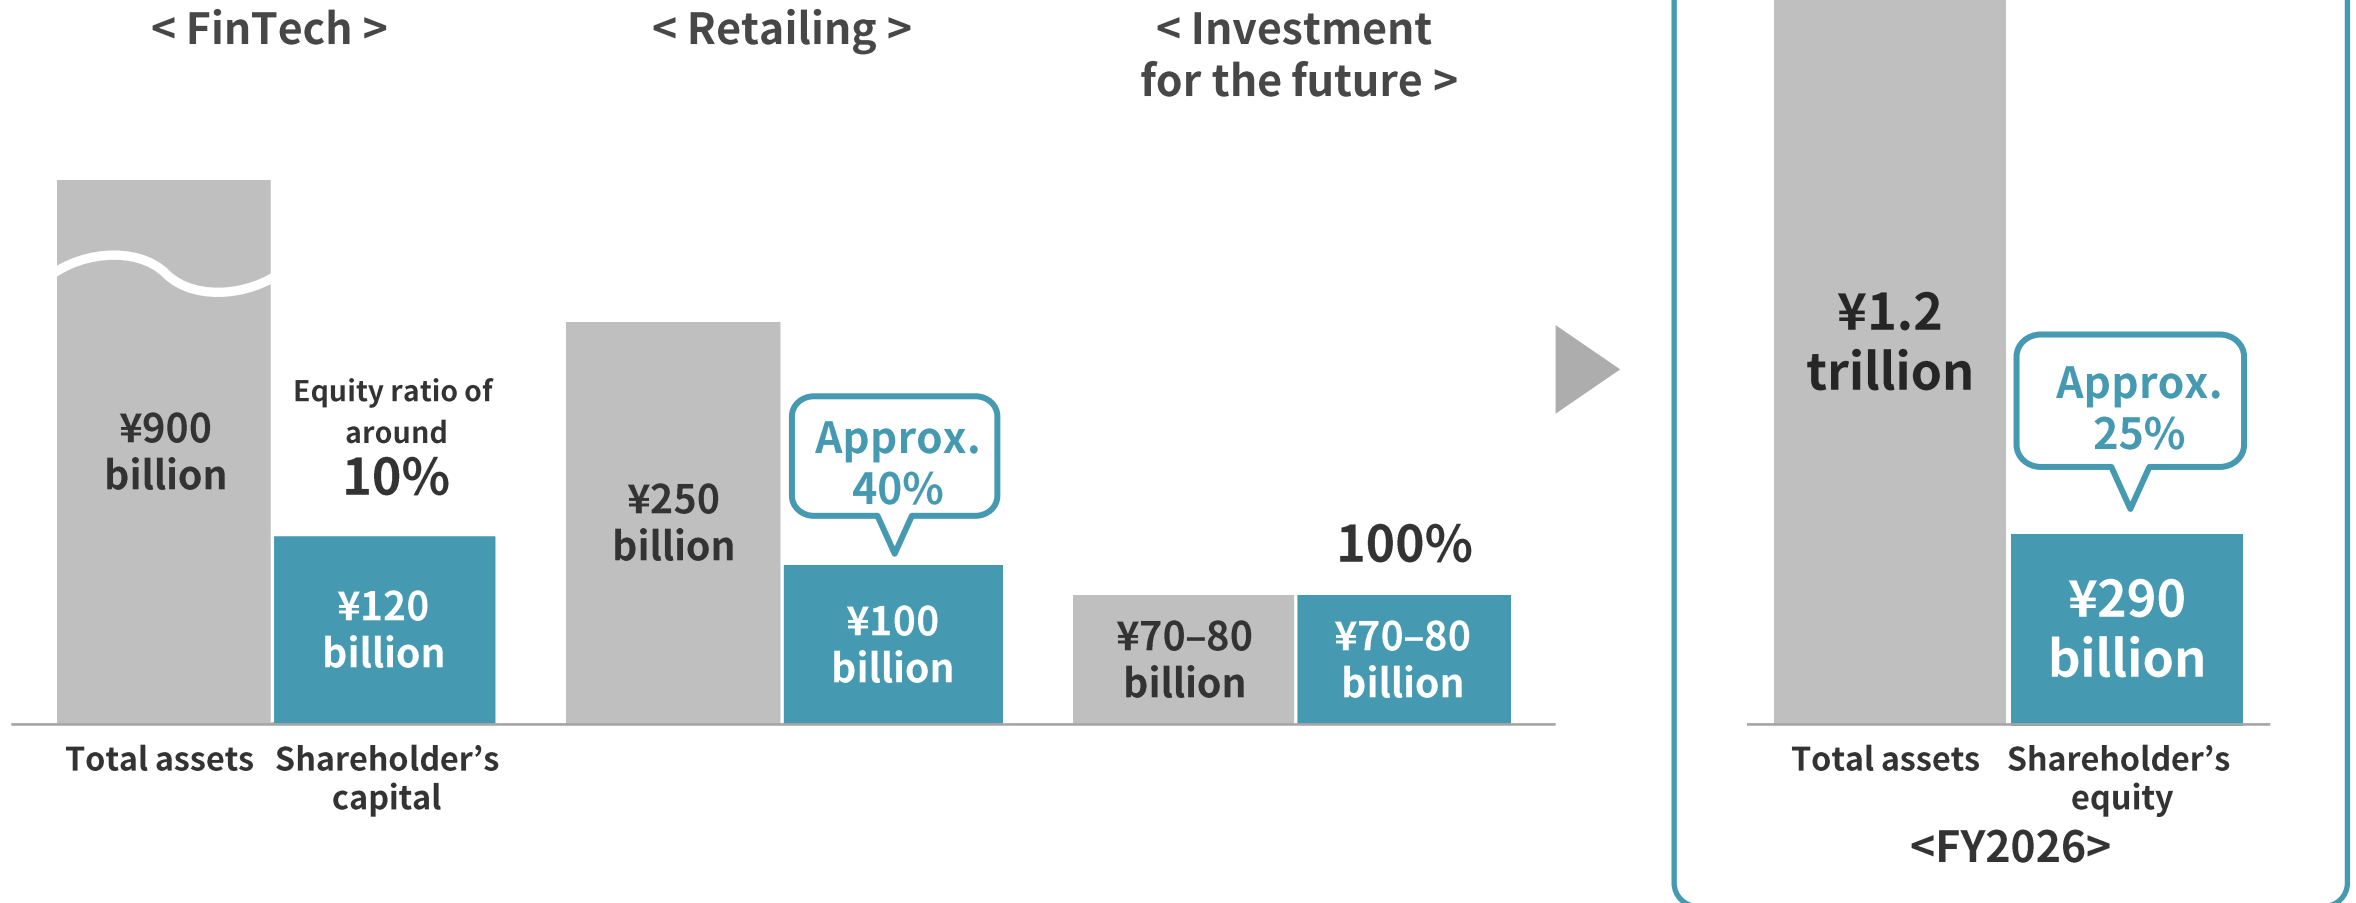 < FinTech >
< Retailing >
< Investment
for the future >
¥900
billion
Equity ratio of
around
10%
¥120
billion
Total assets
Shareholder’s
capital
¥250
billion
Approx.
40%
¥100
billion
¥70–80
billion
100%
¥70–80
billion
¥1.2
trillion
Approx.
25%
¥290
billion
Total assets
Shareholder’s
equity
<FY2026>